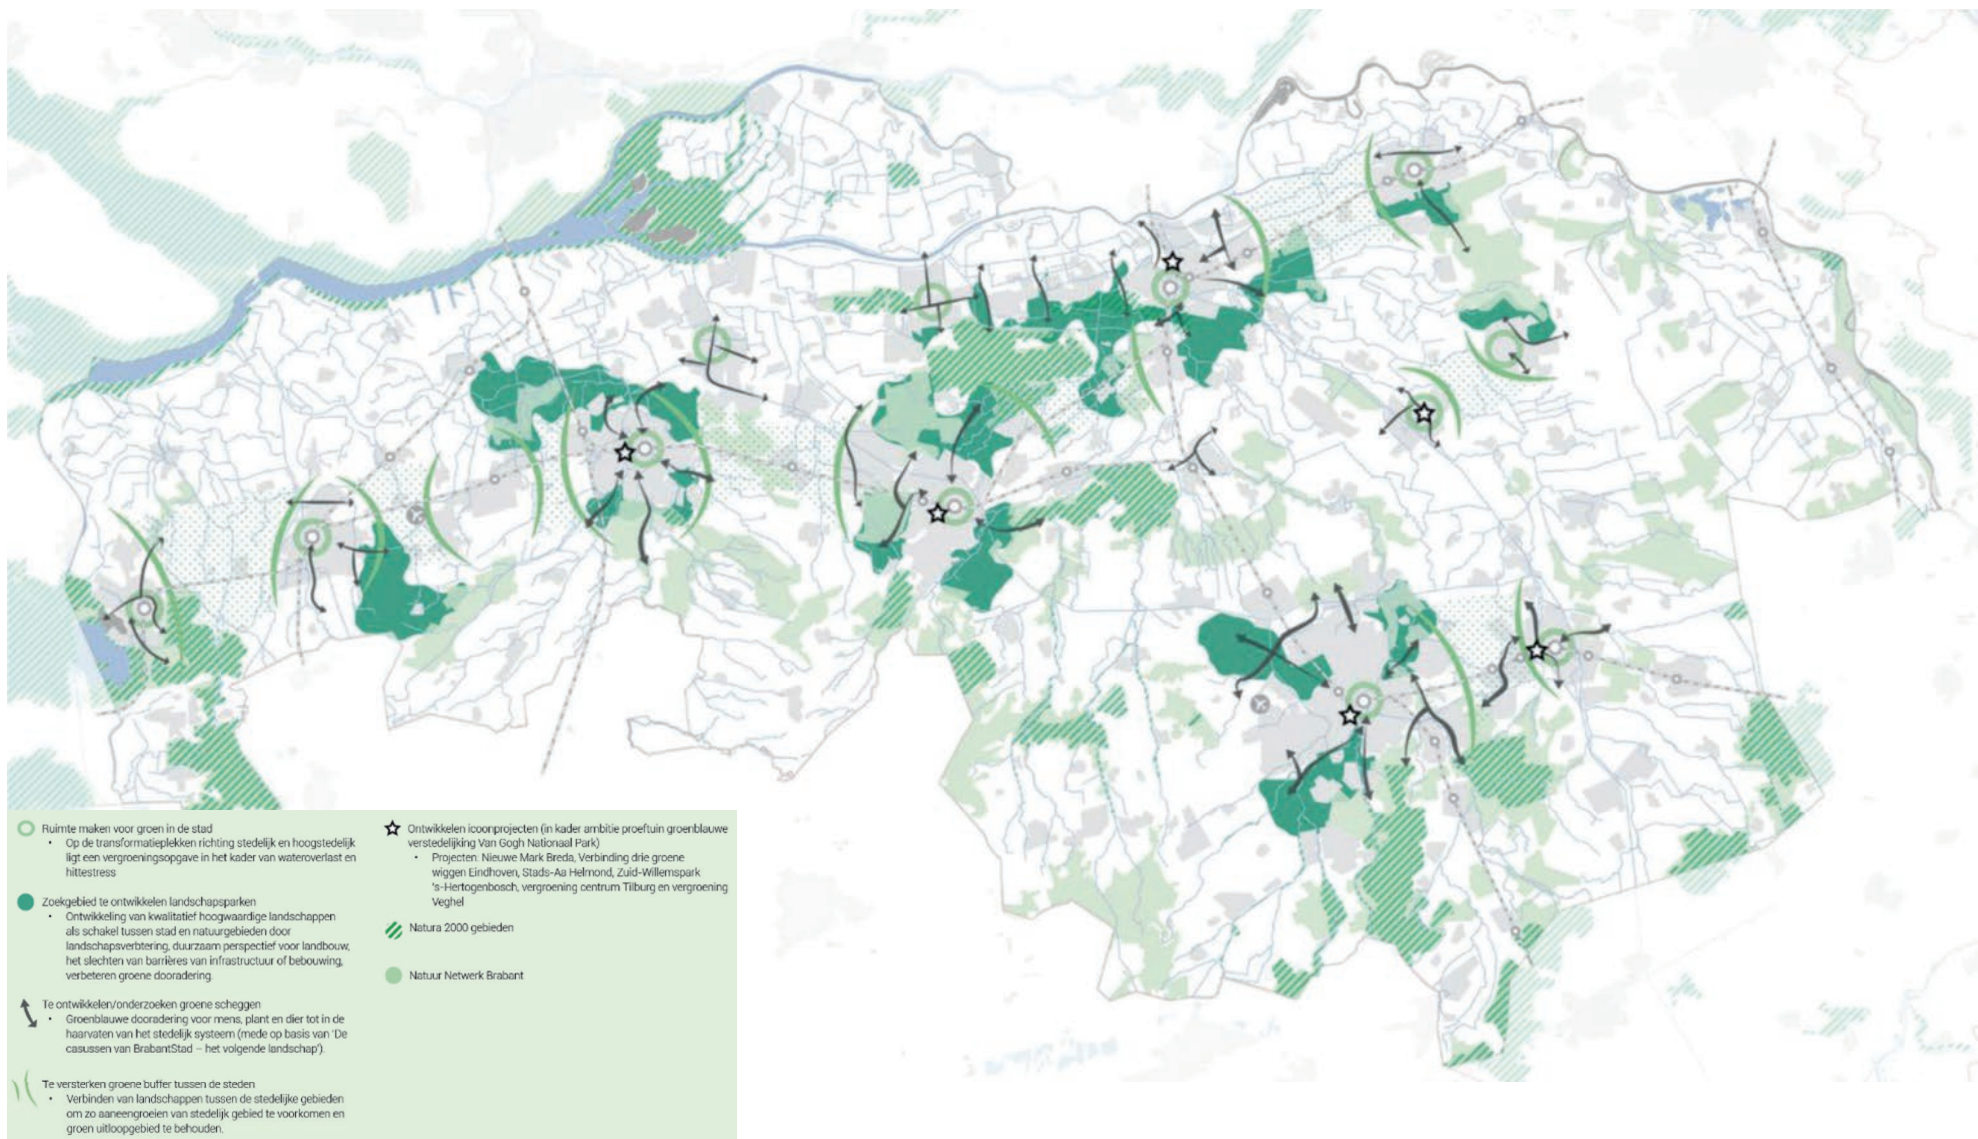 Ruimte maken voor groen in de stad
• Op de transformatieplekken richting stedelijk en hoogstedelijk
ligt een vergroeningsopgave in het kader van wateroverlast en
hittestress
Zoekgebied te ontwikkelen landschapsparken
• Ontwikkeling van kwalitatief hoogwaardige landschappen
als schakel tussen stad en natuurgebieden door
landschapsverbtering, duurzaam perspectief voor landbouw,
het slechten van barrières van infrastructuur of bebouwing,
verbeteren groene dooradering.
Te ontwikkelen/onderzoeken groene scheggen
• Groenblauwe dooradering voor mens, plant en dier tot in de
haarvaten van het stedelijk systeem (mede op basis van 'De
casussen van BrabantStad – het volgende landschap').
Te versterken groene buffer tussen de steden
• Verbinden van landschappen tussen de stedelijke gebieden
om zo aaneengroeien van stedelijk gebied te voorkomen en
groen uitloopgebied te behouden.
Ontwikkelen icoonprojecten (in kader ambitie proeftuin groenblauwe
verstedelijking Van Gogh Nationaal Park)
• Projecten: Nieuwe Mark Breda, Verbinding drie groene
wiggen Eindhoven, Stads-Aa Helmond, Zuid-Willemspark
's-Hertogenbosch, vergroening centrum Tilburg en vergroening
Veghel
Natura 2000 gebieden
Natuur Netwerk Brabant